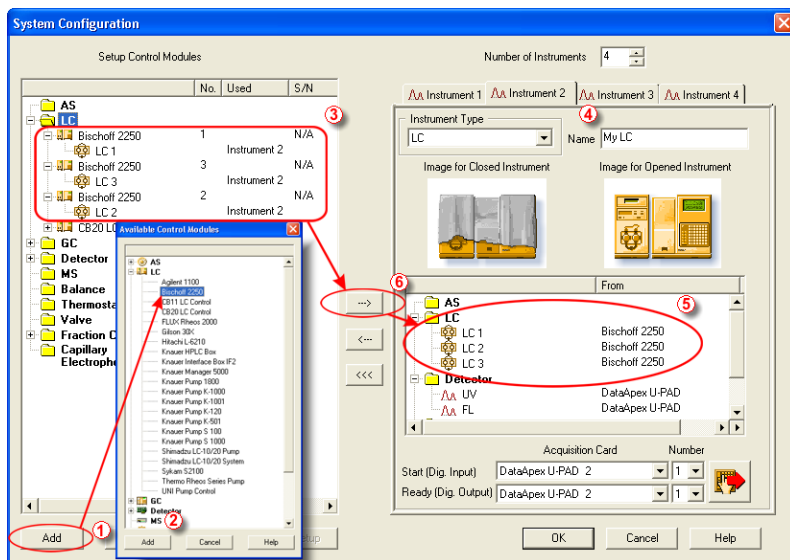 System Configuration
Setup Control Modules
Number of Instruments 4
No. Used S/N
AS
LC
Bischoff 2250 1 N/A
LC 1 Instrument 2
Bischoff 2250 3 N/A
LC 3 Instrument 2
Bischoff 2250 2 N/A
LC 2 Instrument 2
CB20 LC
GC
Detector
MS
Balance
Thermosta
Valve
Fraction C
Capillary
Electrophe
3
Available Control Modules
AS
LC
Agilent 1100
Bischoff 2250
CB11 LC Control
CB20 LC Control
FLUX Rheos 2000
Gilson 30X
Hitachi L-6210
Knauer HPLC Box
Knauer Interface Box IF2
Knauer Manager 5000
Knauer Pump 1800
Knauer Pump K-1000
Knauer Pump K-1001
Knauer Pump K-120
Knauer Pump K-501
Knauer Pump S 100
Knauer Pump S 1000
Shimadzu LC-10/20 Pump
Shimadzu LC-10/20 System
Sykam S2100
Thermo Rheos Series Pump
UNI Pump Control
GC
Detector
MS
2
Add Cancel Help
Add 1
etup
6
--->
<---
<<<
Instrument 1 Instrument 2 Instrument 3 Instrument 4
Instrument Type
4
LC
Name My LC
Image for Closed Instrument Image for Opened Instrument
From
5
AS
LC
LC 1 Bischoff 2250
LC 2 Bischoff 2250
LC 3 Bischoff 2250
Detector
UV DataApex U-PAD
FL DataApex U-PAD
Acquisition Card Number
Start (Dig. Input) DataApex U-PAD 2 1
Ready (Dig. Output) DataApex U-PAD 2 1
OK Cancel Help